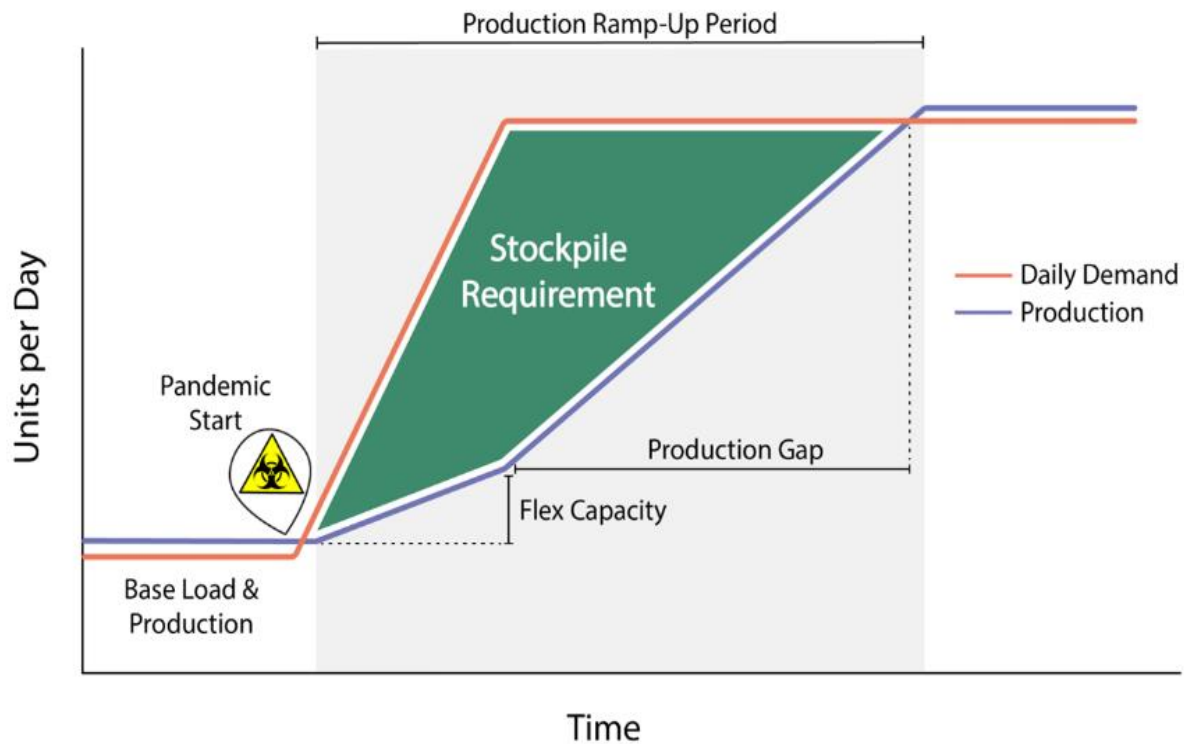 Production Ramp-Up Period
Stockpile
Requirement
Units per Day
Daily Demand
Production
Pandemic
Start
Production Gap
Flex Capacity
Base Load &
Production
Time